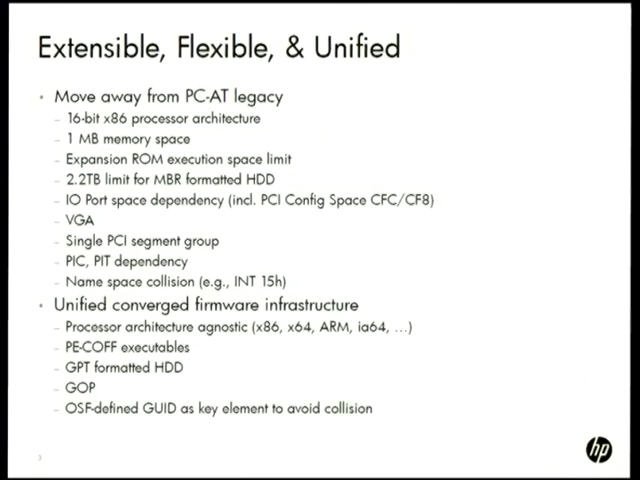 Extensible, Flexible, & Unified
• Move away from PC-AT legacy
– 16-bit x86 processor architecture
– 1 MB memory space
– Expansion ROM execution space limit
– 2.2TB limit for MBR formatted HDD
– IO Port space dependency (incl. PCI Config Space CFC/CF8)
– VGA
– Single PCI segment group
– PIC, PIT dependency
– Name space collision (e.g., INT 15h)
• Unified converged firmware infrastructure
– Processor architecture agnostic (x86, x64, ARM, ia64, …)
– PE-COFF executables
– GPT formatted HDD
– GOP
– OSF-defined GUID as key element to avoid collision
3
hp